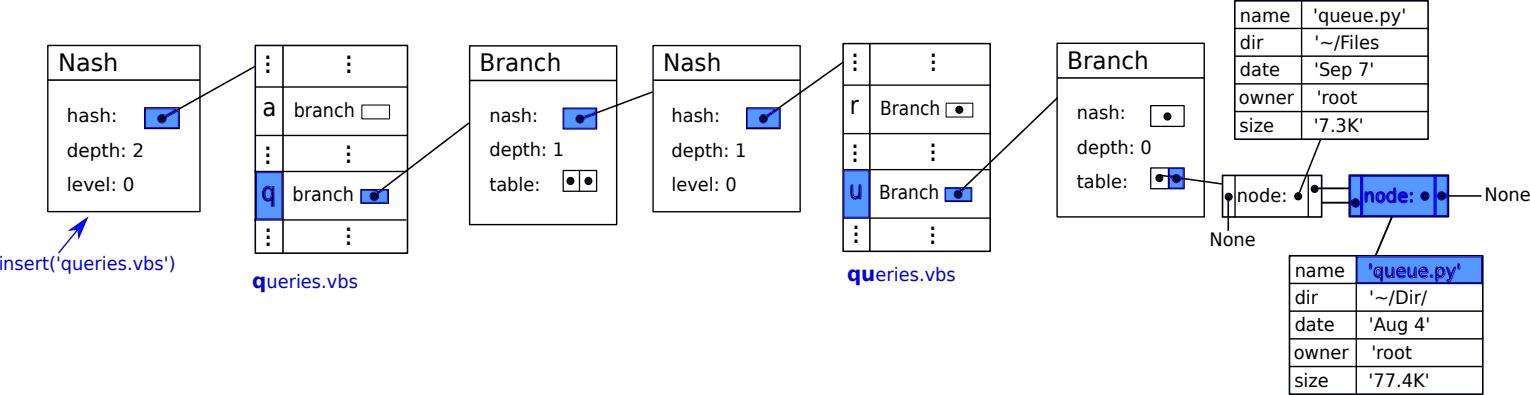 Nash
hash:
depth: 2
level: 0
insert('queries.vbs')
⋮ ⋮
a branch
⋮ ⋮
q branch
⋮ ⋮
queries.vbs
Branch
nash:
depth: 1
table:
Nash
hash:
depth: 1
level: 0
⋮ ⋮
r Branch
⋮ ⋮
u Branch
⋮ ⋮
queries.vbs
Branch
nash:
depth: 0
table:
name 'queue.py'
dir '~/Files
date 'Sep 7'
owner 'root
size '7.3K'
node:
None
node:
None
name 'queue.py'
dir '~/Dir/
date 'Aug 4'
owner 'root
size '77.4K'